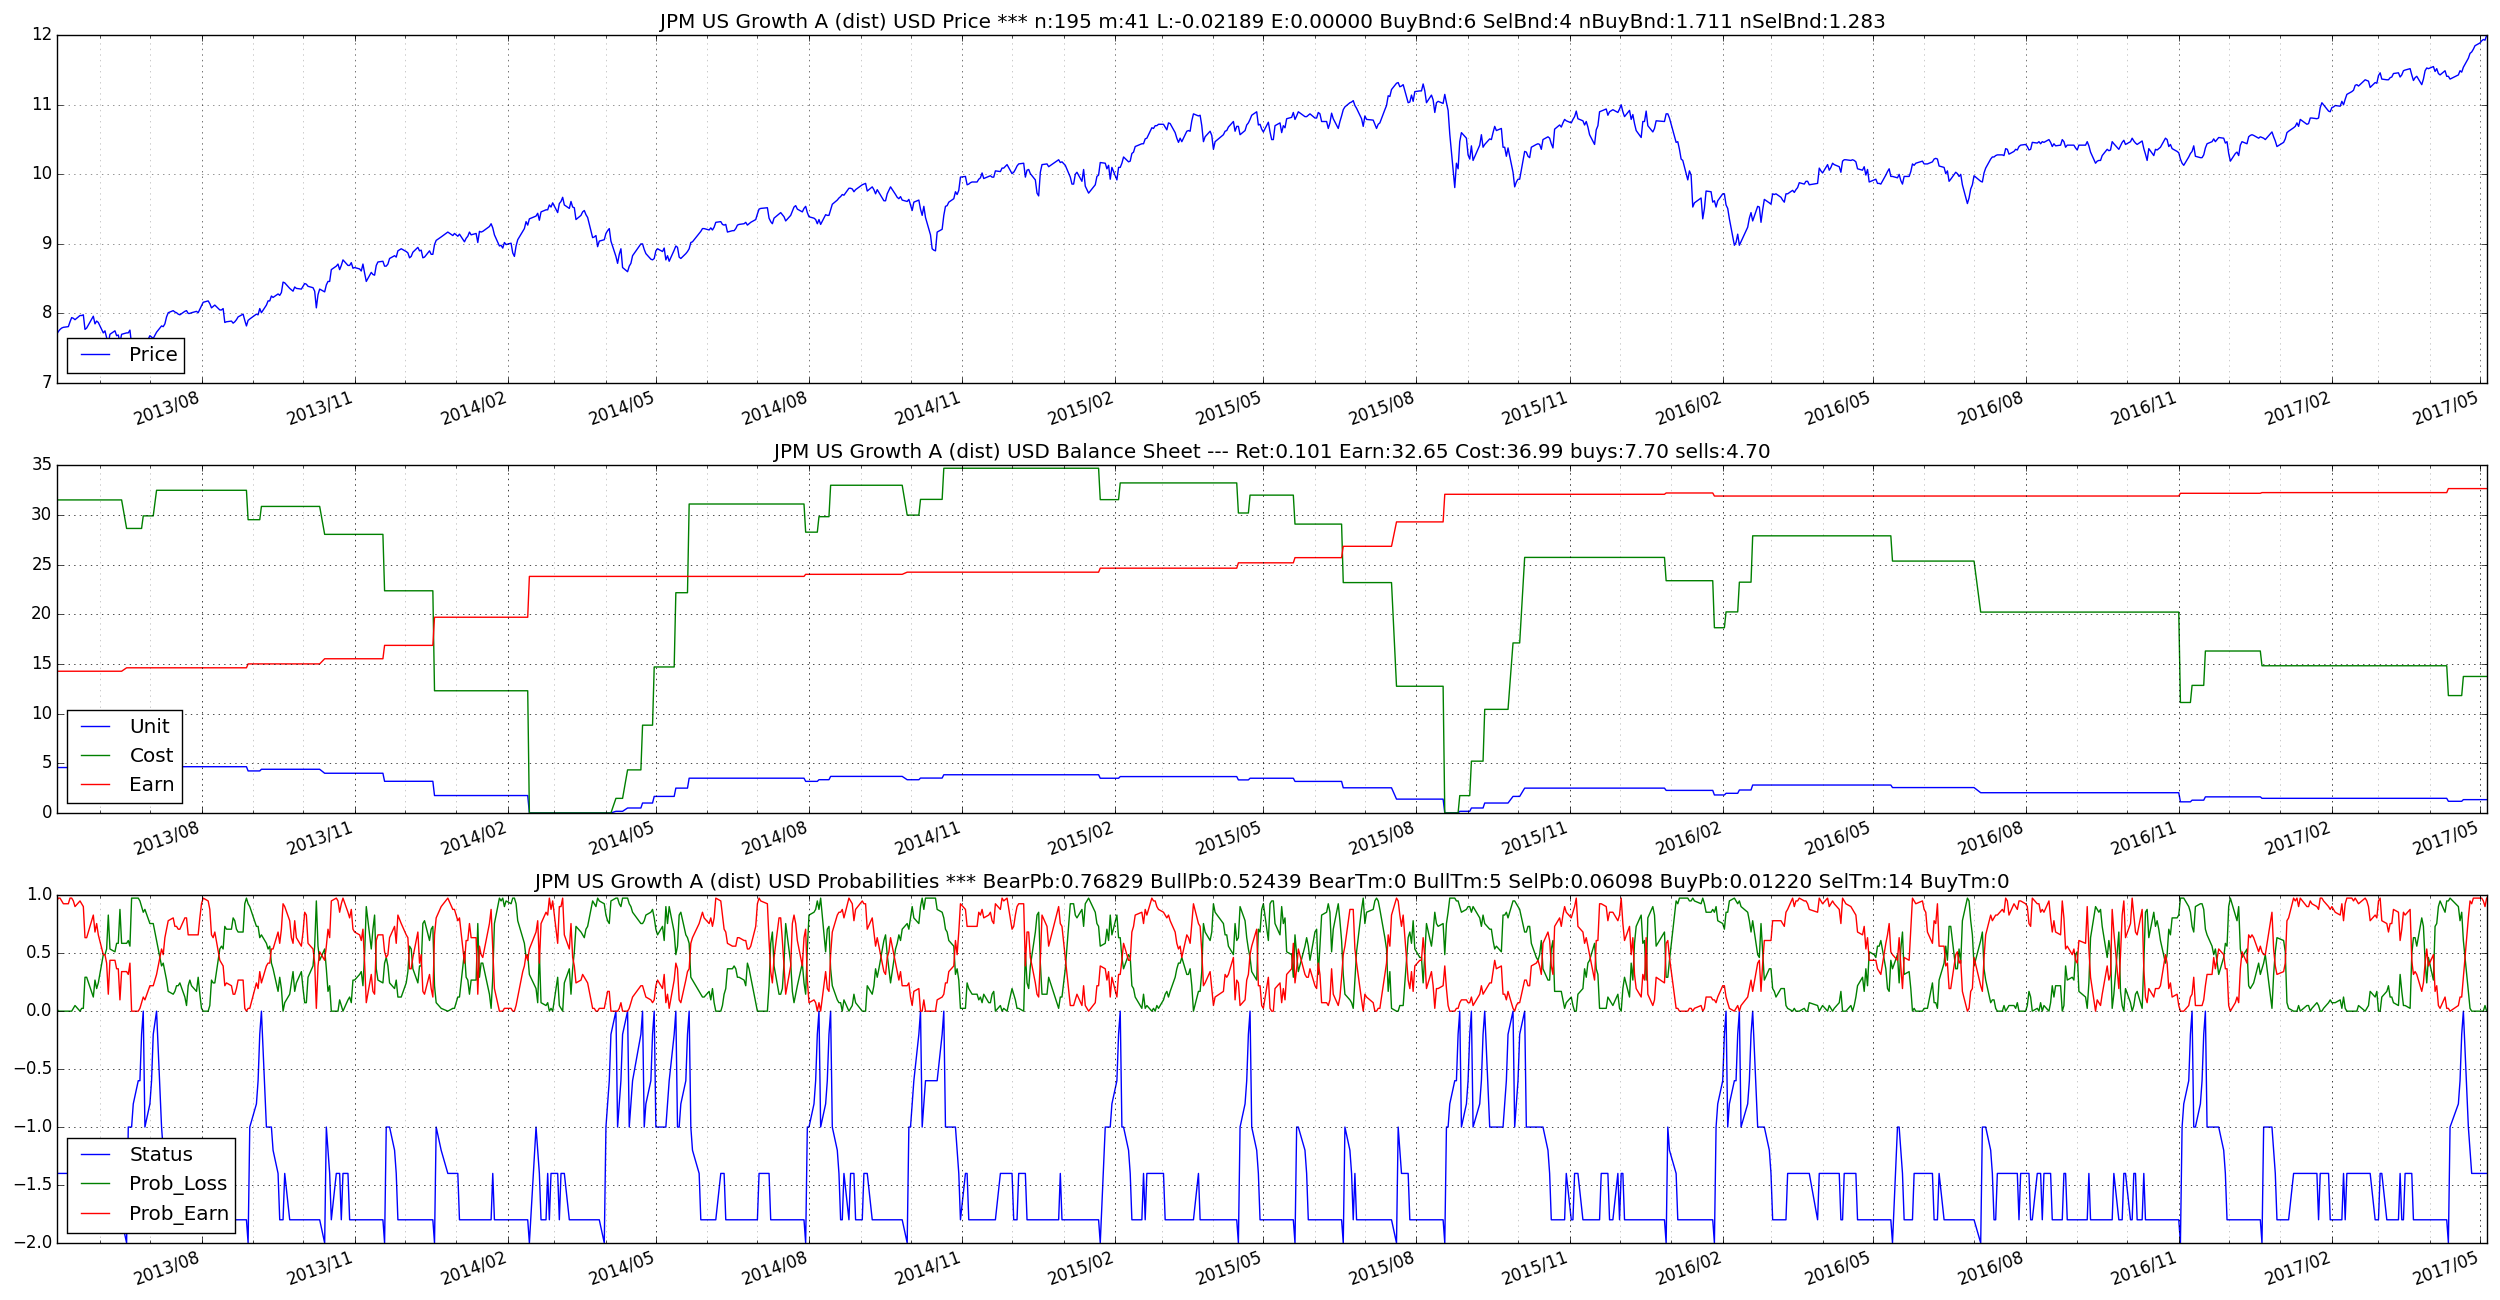 JPM US Growth A (dist) USD Price *** n:195 m:41 L:-0.02189 E:0.00000 BuyBnd:6 SelBnd:4 nBuyBnd:1.711 nSelBnd:1.283
12
11
10
9
8
7
Price
2013/08 2013/11 2014/02 2014/05 2014/08 2014/11 2015/02 2015/05 2015/08 2015/11 2016/02 2016/05 2016/08 2016/11 2017/02 2017/05
JPM US Growth A (dist) USD Balance Sheet --- Ret:0.101 Earn:32.65 Cost:36.99 buys:7.70 sells:4.70
35
30
25
20
15
10
5
0
Unit
Cost
Earn
2013/08 2013/11 2014/02 2014/05 2014/08 2014/11 2015/02 2015/05 2015/08 2015/11 2016/02 2016/05 2016/08 2016/11 2017/02 2017/05
JPM US Growth A (dist) USD Probabilities *** BearPb:0.76829 BullPb:0.52439 BearTm:0 BullTm:5 SelPb:0.06098 BuyPb:0.01220 SelTm:14 BuyTm:0
1.0
0.5
0.0
−0.5
−1.0
−1.5
−2.0
Status
Prob_Loss
Prob_Earn
2013/08 2013/11 2014/02 2014/05 2014/08 2014/11 2015/02 2015/05 2015/08 2015/11 2016/02 2016/05 2016/08 2016/11 2017/02 2017/05